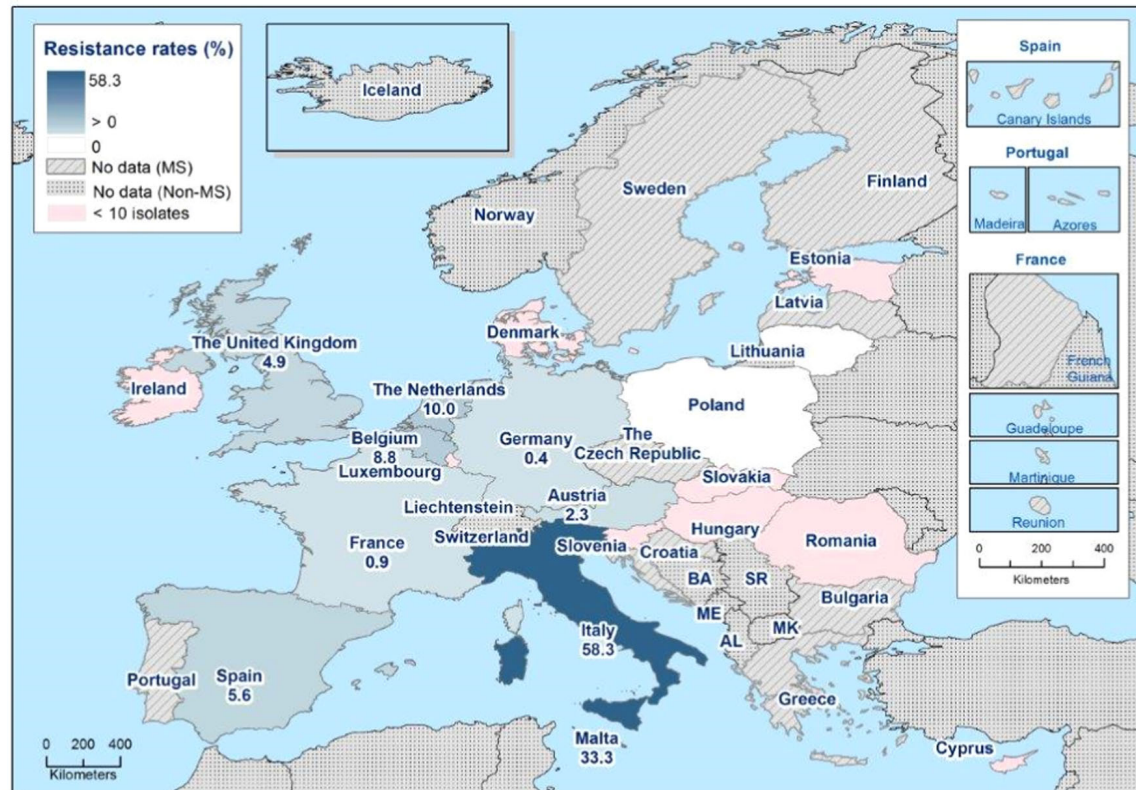 Resistance rates (%)
58.3
> 0
0
No data (MS)
No data (Non-MS)
< 10 isolates
Iceland
Spain
Canary Islands
Portugal
Madeira
Azores
France
French
Guiana
Guadeloupe
Martinique
Reunion
0 200 400
Kilometers
Norway
Sweden
Finland
Estonia
Latvia
Denmark
Lithuania
The United Kingdom
4.9
Ireland
The Netherlands
10.0
Poland
Belgium
8.8
Luxembourg
Germany
0.4
The
Czech Republic
Slovakia
Liechtenstein
Austria
2.3
Switzerland
Hungary
Romania
France
0.9
Slovenia
Croatia
BA
SR
Bulgaria
ME
MK
AL
Italy
58.3
Portugal
Spain
5.6
Greece
Malta
33.3
Cyprus
0 200 400
Kilometers